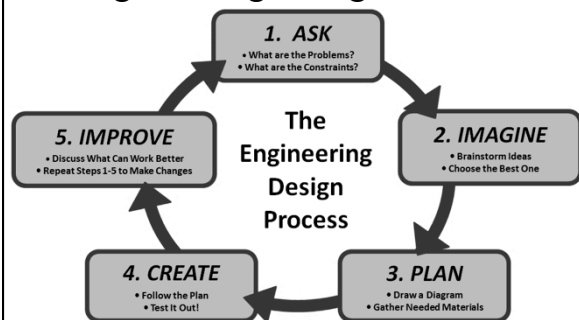 1. ASK
• What are the Problems?
• What are the Constraints?
The
Engineering
Design
Process
2. IMAGINE
• Brainstorm Ideas
• Choose the Best One
3. PLAN
• Draw a Diagram
• Gather Needed Materials
4. CREATE
• Follow the Plan
• Test It Out!
5. IMPROVE
• Discuss What Can Work Better
• Repeat Steps 1-5 to Make Changes